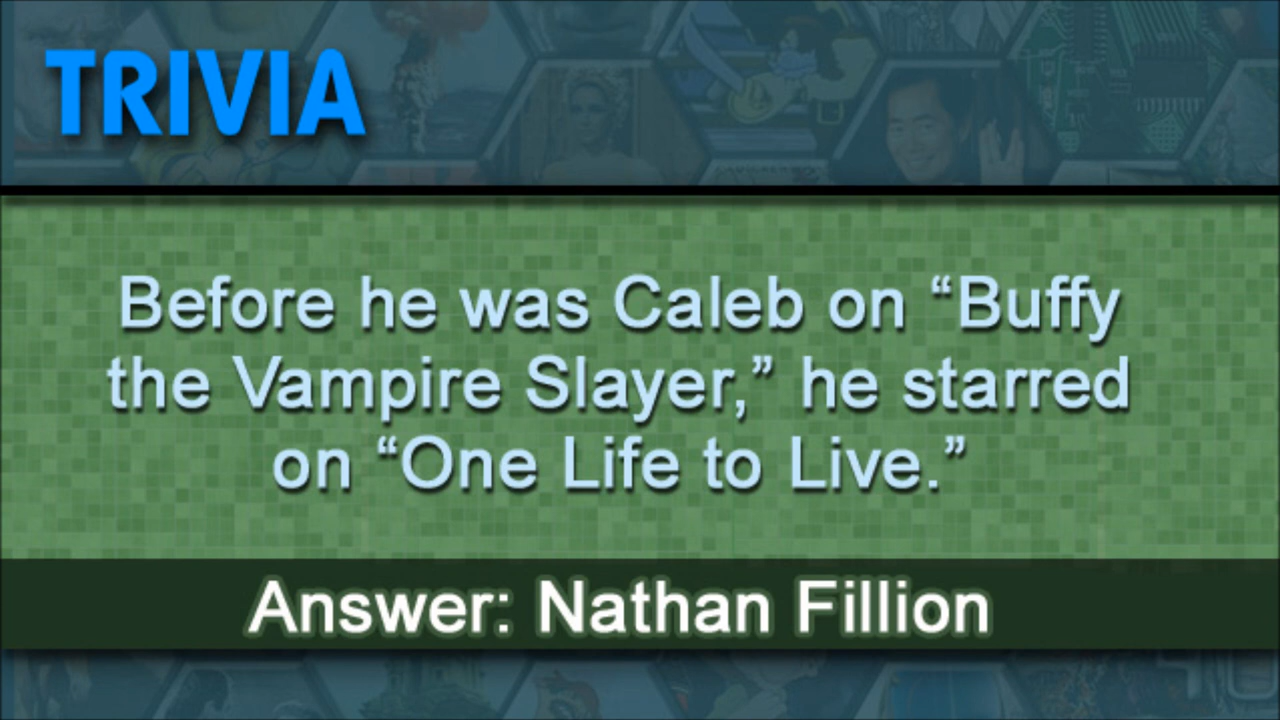 TRIVIA
Before he was Caleb on “Buffy
the Vampire Slayer,” he starred
on “One Life to Live.”
Answer: Nathan Fillion